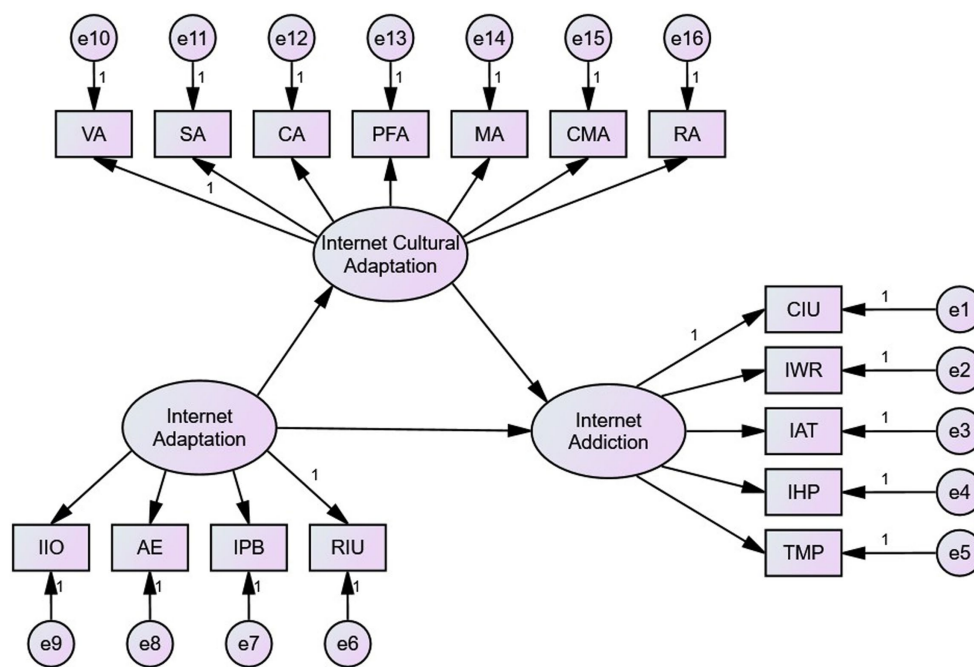 e10 e11 e12 e13 e14 e15 e16
1 1 1 1 1 1 1
VA SA CA PFA MA CMA RA
1
Internet Cultural
Adaptation
Internet
Adaptation
1
IIO AE IPB RIU
1 1 1 1
e9 e8 e7 e6
Internet
Addiction
1
CIU 1 e1
IWR 1 e2
IAT 1 e3
IHP 1 e4
TMP 1 e5